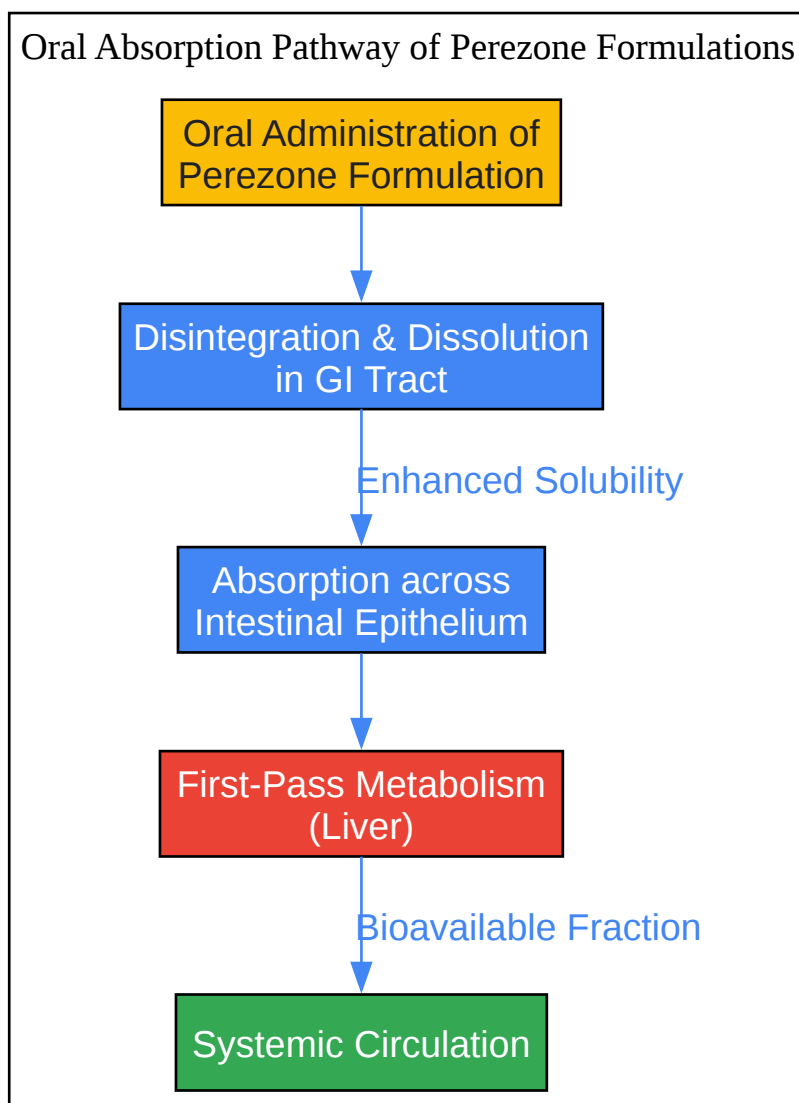 Oral Absorption Pathway of Perezone Formulations
Oral Administration of
Perezone Formulation
Disintegration & Dissolution
in GI Tract
Enhanced Solubility
Absorption across
Intestinal Epithelium
First-Pass Metabolism
(Liver)
Bioavailable Fraction
Systemic Circulation